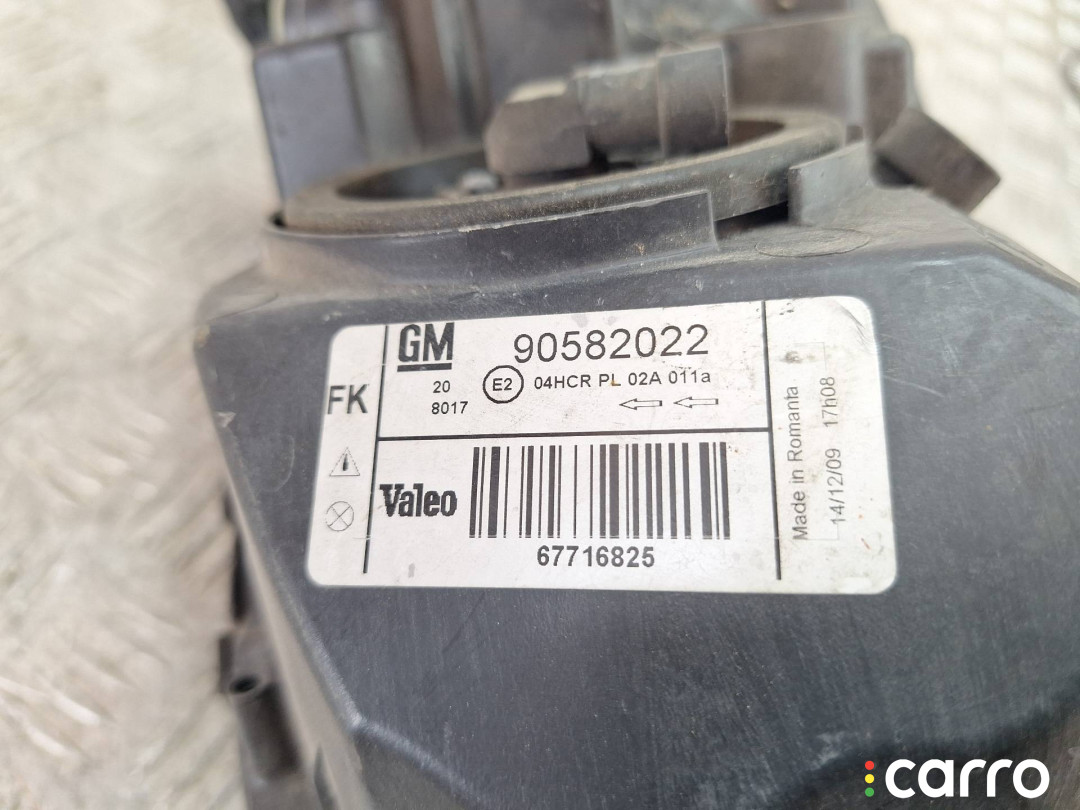 GM 90582022
20 E2 04HCR PL 02A 011a
8017
FK
Valeo
67716825
Made in Romania
14/12/09 17h08
carro